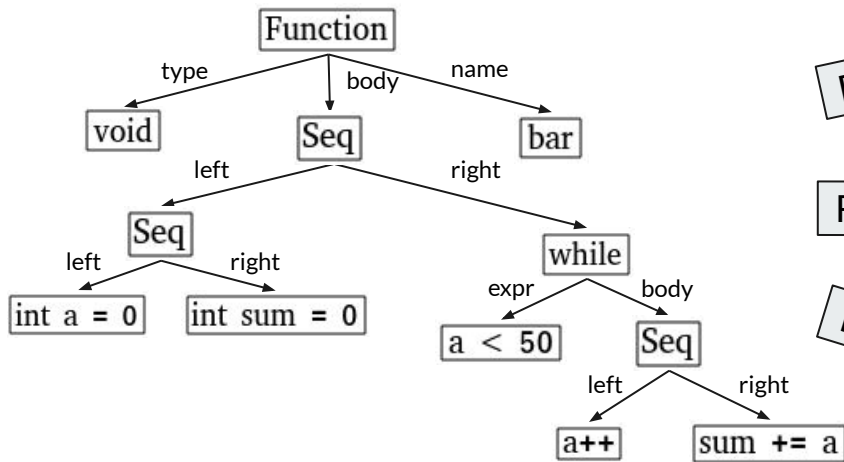 Function
type
body
name
void
Seq
bar
left
right
Seq
while
left
right
expr
body
int a = 0
int sum = 0
a < 50
Seq
left
right
a++
sum += a